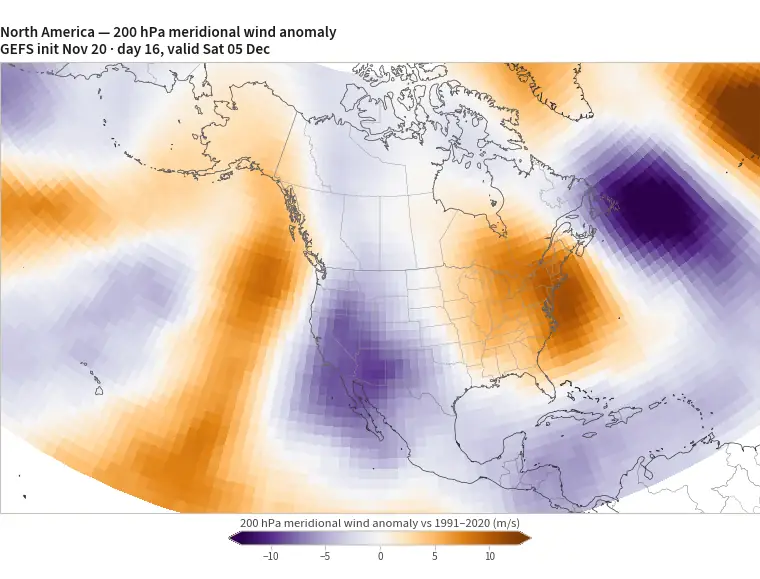 North America — 200 hPa meridional wind anomaly
GEFS init Nov 20 · day 16, valid Sat 05 Dec
200 hPa meridional wind anomaly vs 1991–2020 (m/s)
−10 −5 0 5 10